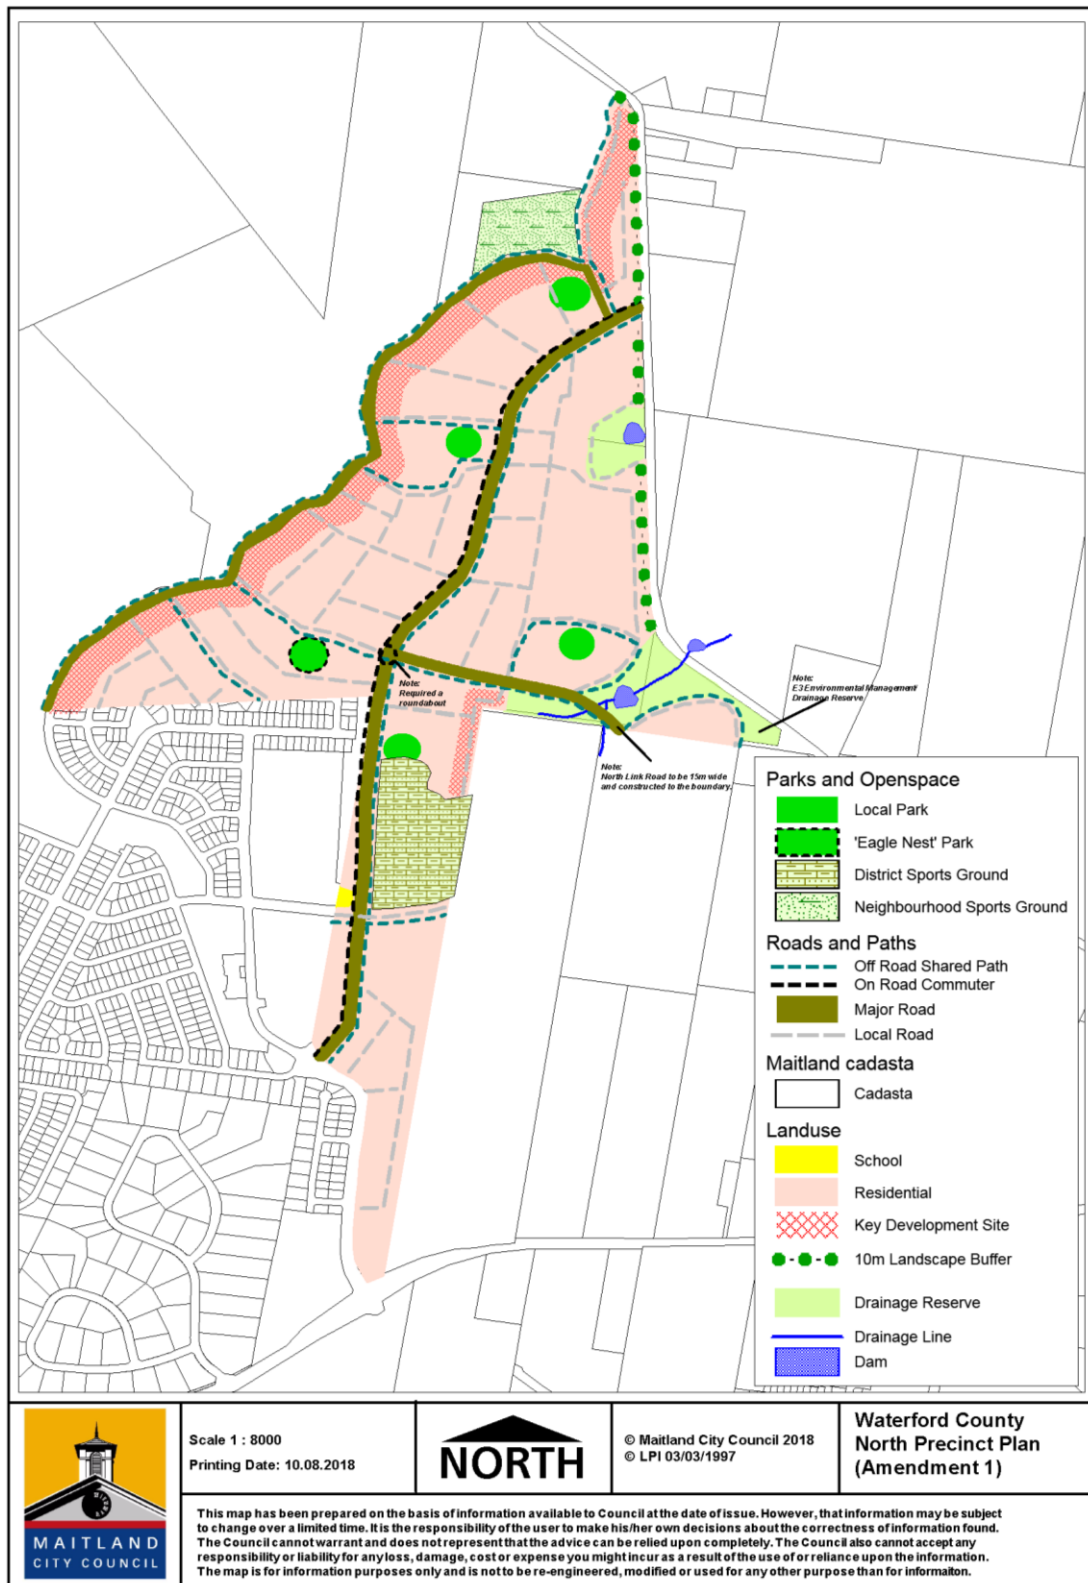 Note:
Required a
roundabout
Note:
E3 Environmental Management/
Drainage Reserve
Note:
North Link Road to be 15m wide
and constructed to the boundary.
Parks and Openspace
Local Park
'Eagle Nest' Park
District Sports Ground
Neighbourhood Sports Ground
Roads and Paths
Off Road Shared Path
On Road Commuter
Major Road
Local Road
Maitland cadasta
Cadasta
Landuse
School
Residential
Key Development Site
10m Landscape Buffer
Drainage Reserve
Drainage Line
Dam
MAITLAND
CITY COUNCIL
Scale 1 : 8000
Printing Date: 10.08.2018
NORTH
© Maitland City Council 2018
© LPI 03/03/1997
Waterford County
North Precinct Plan
(Amendment 1)
This map has been prepared on the basis of information available to Council at the date of issue. However, that information may be subject
to change over a limited time. It is the responsibility of the user to make his/her own decisions about the correctness of information found.
The Council cannot warrant and does not represent that the advice can be relied upon completely. The Council also cannot accept any
responsibility or liability for any loss, damage, cost or expense you might incur as a result of the use of or reliance upon the information.
The map is for information purposes only and is not to be re-engineered, modified or used for any other purpose than for informaiton.